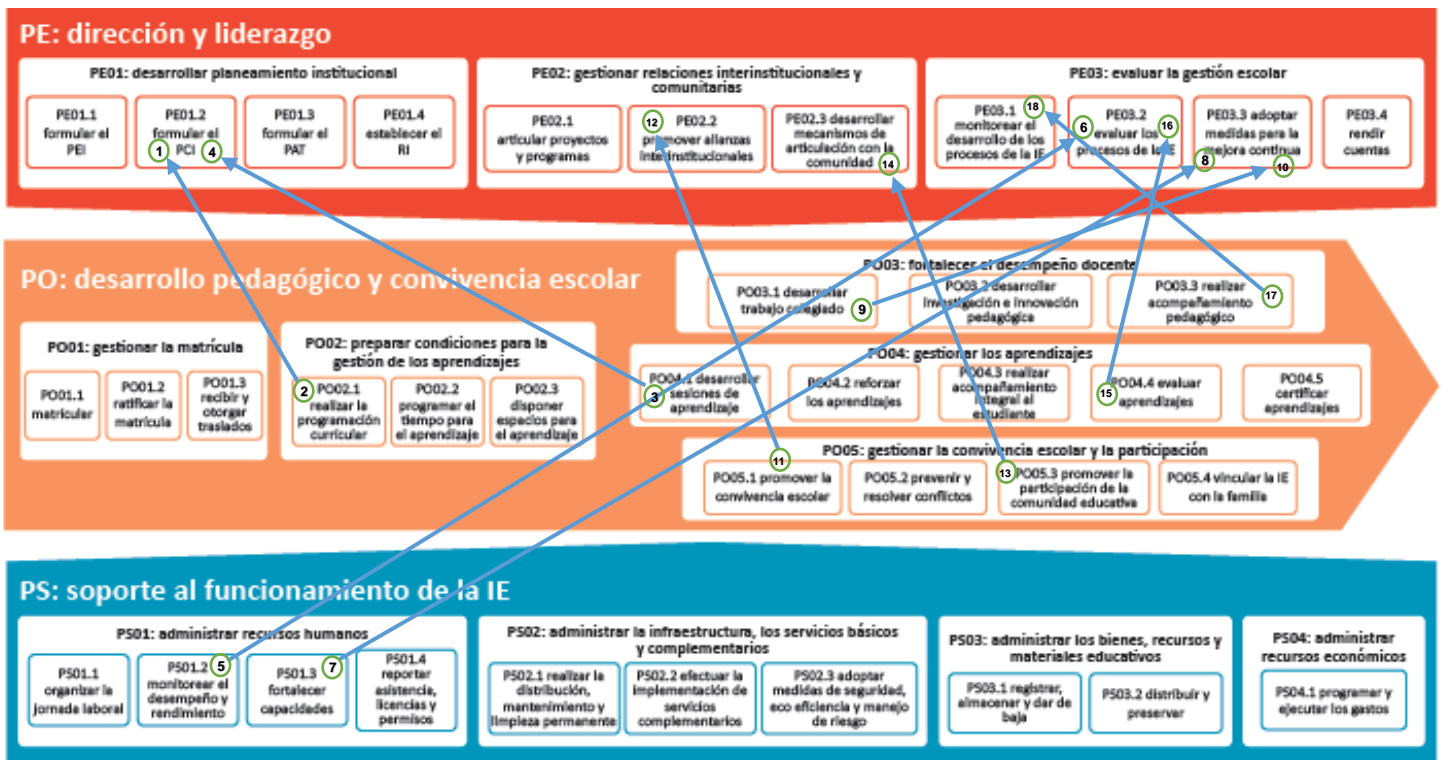 PE: dirección y liderazgo
PE01: desarrollar planeamiento institucional
PE01.1
formular el
PEI
PE01.2
formular el
PCI
1
4
PE01.3
formular el
PAT
PE01.4
establecer el
RI
PE02: gestionar relaciones interinstitucionales y
comunitarias
PE02.1
articular proyectos
y programas
12
PE02.2
promover alianzas
interinstitucionales
PE02.3 desarrollar
mecanismos de
articulación con la
comunidad
14
PE03: evaluar la gestión escolar
PE03.1
18
monitorear el
desarrollo de los
procesos de la IE
PE03.2
6
evaluar los
16
procesos de la IE
PE03.3 adoptar
medidas para la
mejora continua
8
10
PE03.4
rendir
cuentas
PO: desarrollo pedagógico y convivencia escolar
PO01: gestionar la matrícula
PO01.1
matricular
PO01.2
ratificar la
matrícula
PO01.3
recibir y
otorgar
traslados
PO02: preparar condiciones para la
gestión de los aprendizajes
2
PO02.1
realizar la
programación
curricular
PO02.2
programar el
tiempo para
el aprendizaje
PO02.3
disponer
espacios para
el aprendizaje
PO03: fortalecer el desempeño docente
PO03.1 desarrollar
trabajo colegiado
9
PO03.2 desarrollar
investigación e innovación
pedagógica
PO03.3 realizar
acompañamiento
pedagógico
17
PO04: gestionar los aprendizajes
PO04.1 desarrollar
3
sesiones de
aprendizaje
PO04.2 reforzar
los aprendizajes
PO04.3 realizar
acompañamiento
integral al
estudiante
15
PO04.4 evaluar
aprendizajes
PO04.5
certificar
aprendizajes
PO05: gestionar la convivencia escolar y la participación
11
PO05.1 promover la
convivencia escolar
PO05.2 prevenir y
resolver conflictos
13
PO05.3 promover la
participación de la
comunidad educativa
PO05.4 vincular la IE
con la familia
PS: soporte al funcionamiento de la IE
PS01: administrar recursos humanos
PS01.1
organizar la
jornada laboral
PS01.2
5
monitorear el
desempeño y
rendimiento
PS01.3
7
fortalecer
capacidades
PS01.4
reportar
asistencia,
licencias y
permisos
PS02: administrar la infraestructura, los servicios básicos
y complementarios
PS02.1 realizar la
distribución,
mantenimiento y
limpieza permanente
PS02.2 efectuar la
implementación de
servicios
complementarios
PS02.3 adoptar
medidas de seguridad,
eco eficiencia y manejo
de riesgo
PS03: administrar los bienes, recursos y
materiales educativos
PS03.1 registrar,
almacenar y dar de
baja
PS03.2 distribuir y
preservar
PS04: administrar
recursos económicos
PS04.1 programar y
ejecutar los gastos